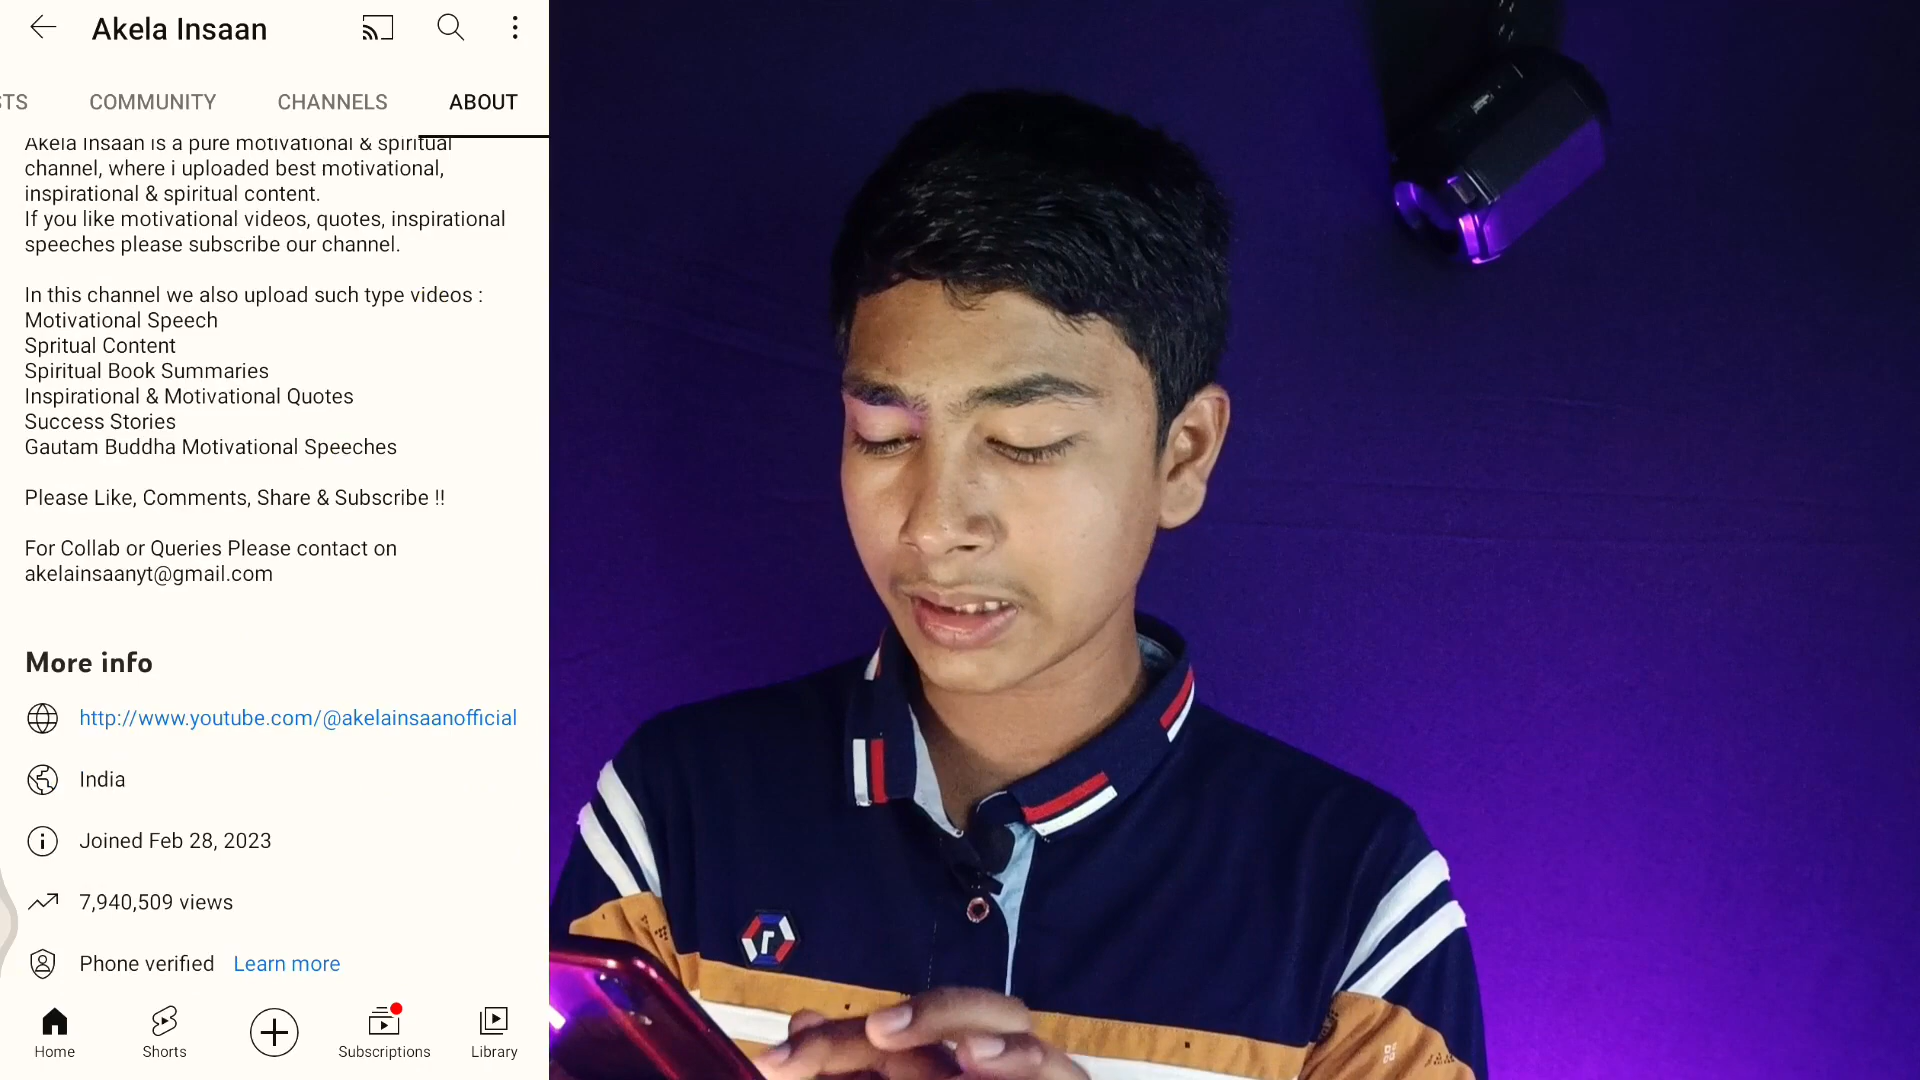 Akela Insaan
STS COMMUNITY CHANNELS ABOUT
Akela Insaan is a pure motivational & spiritual
channel, where i uploaded best motivational,
inspirational & spiritual content.
If you like motivational videos, quotes, inspirational
speeches please subscribe our channel.
In this channel we also upload such type videos :
Motivational Speech
Spritual Content
Spiritual Book Summaries
Inspirational & Motivational Quotes
Success Stories
Gautam Buddha Motivational Speeches
Please Like, Comments, Share & Subscribe !!
For Collab or Queries Please contact on
akelainsaanyt@gmail.com
More info
http://www.youtube.com/@akelainsaanofficial
India
Joined Feb 28, 2023
7,940,509 views
Phone verified Learn more
Home Shorts Subscriptions Library